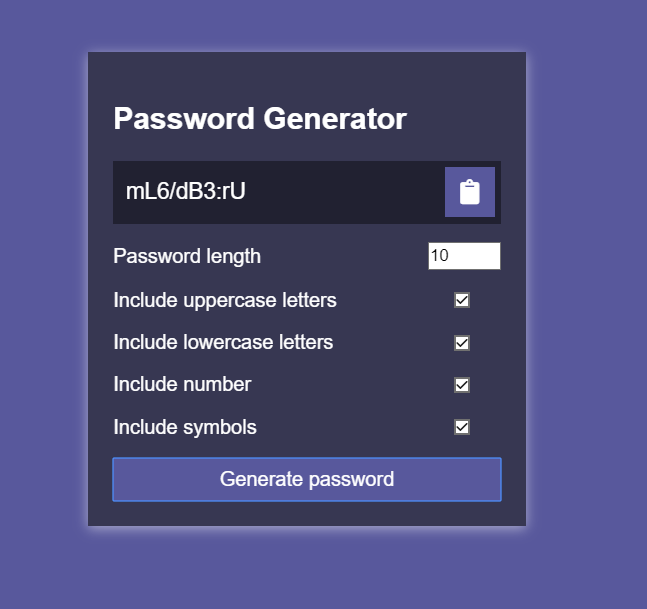 Password Generator
mL6/dB3:rU
Password length
10
Include uppercase letters
Include lowercase letters
Include number
Include symbols
Generate password